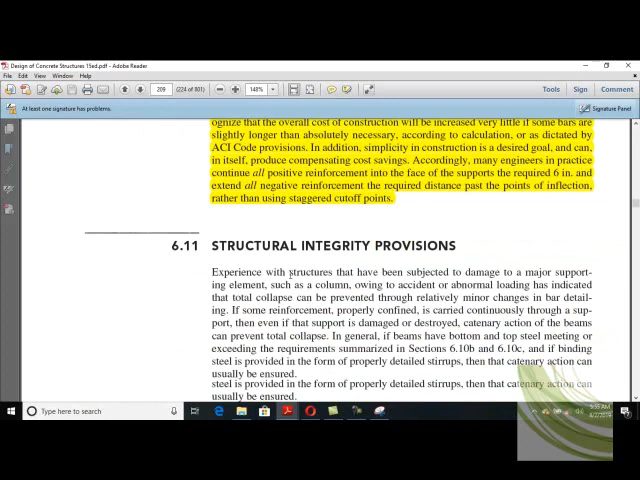 Design of Concrete Structures 15ed.pdf - Adobe Reader
File Edit View Window Help
209 (224 of 801) 148% Tools Sign Comment
At least one signature has problems. Signature Panel
ognize that the overall cost of construction will be increased very little if some bars are
slightly longer than absolutely necessary, according to calculation, or as dictated by
ACI Code provisions. In addition, simplicity in construction is a desired goal, and can,
in itself, produce compensating cost savings. Accordingly, many engineers in practice
continue all positive reinforcement into the face of the supports the required 6 in. and
extend all negative reinforcement the required distance past the points of inflection,
rather than using staggered cutoff points.
6.11 STRUCTURAL INTEGRITY PROVISIONS
Experience with structures that have been subjected to damage to a major support-
ing element, such as a column, owing to accident or abnormal loading has indicated
that total collapse can be prevented through relatively minor changes in bar detail-
ing. If some reinforcement, properly confined, is carried continuously through a sup-
port, then even if that support is damaged or destroyed, catenary action of the beams
can prevent total collapse. In general, if beams have bottom and top steel meeting or
exceeding the requirements summarized in Sections 6.10b and 6.10c, and if binding
steel is provided in the form of properly detailed stirrups, then that catenary action can
usually be ensured.
steel is provided in the form of properly detailed stirrups, then that catenary action can
usually be ensured.
Type here to search
5:55 AM